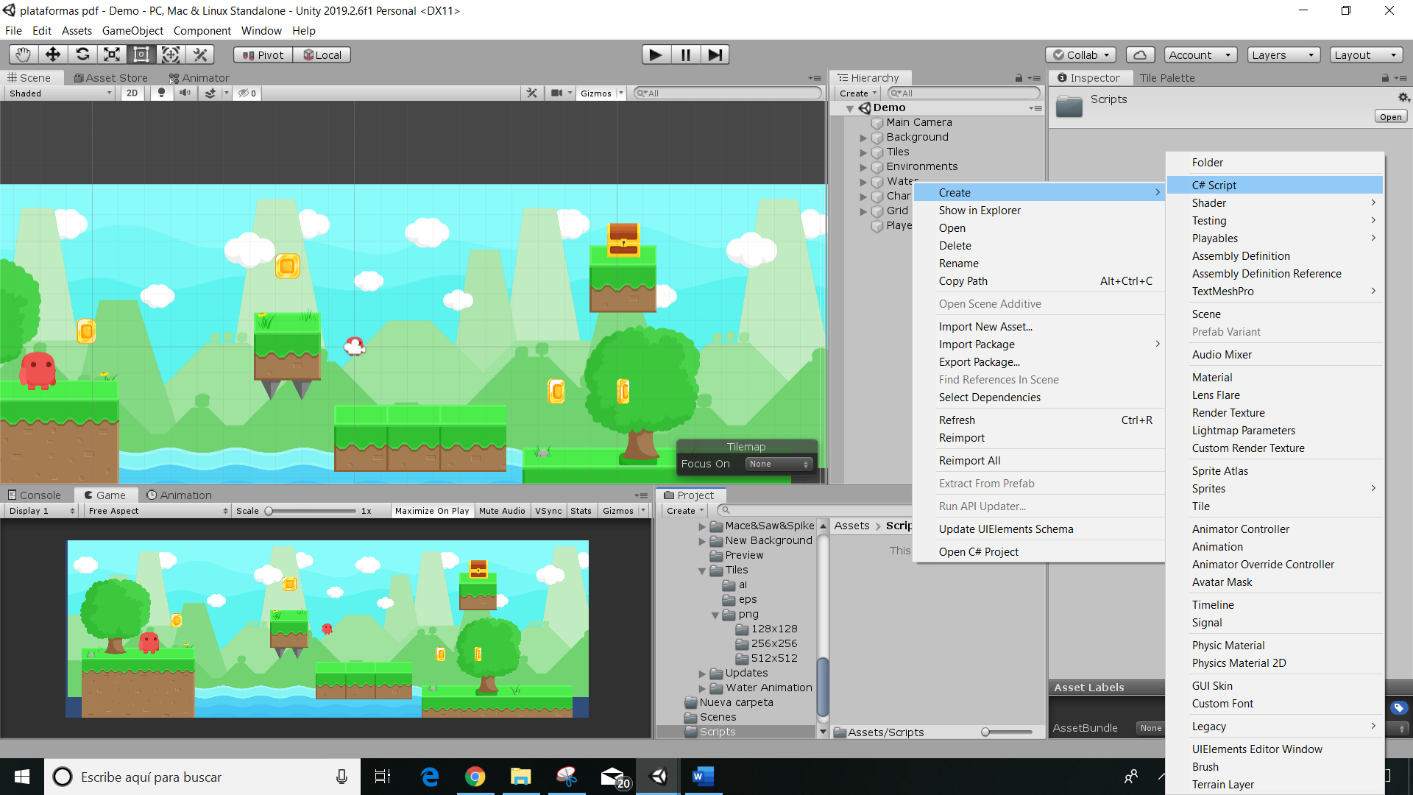 plataformas pdf - Demo - PC, Mac & Linux Standalone - Unity 2019.2.6f1 Personal <DX11>
File Edit Assets GameObject Component Window Help
Pivot Local Collab Account Layers Layout
Scene Asset Store Animator
Shaded 2D 0 Gizmos All
Hierarchy
Create All
Demo
Main Camera
Background
Tiles
Environments
Water
Char
Grid
Playe
Inspector Tile Palette
Scripts
Open
Create
Show in Explorer
Open
Delete
Rename
Copy Path Alt+Ctrl+C
Open Scene Additive
Import New Asset...
Import Package
Export Package...
Find References In Scene
Select Dependencies
Refresh Ctrl+R
Reimport
Reimport All
Extract From Prefab
Run API Updater...
Update UIElements Schema
Open C# Project
Folder
C# Script
Shader
Testing
Playables
Assembly Definition
Assembly Definition Reference
TextMeshPro
Scene
Prefab Variant
Audio Mixer
Material
Lens Flare
Render Texture
Lightmap Parameters
Custom Render Texture
Sprite Atlas
Sprites
Tile
Animator Controller
Animation
Animator Override Controller
Avatar Mask
Timeline
Signal
Physic Material
Physics Material 2D
GUI Skin
Custom Font
Legacy
UIElements Editor Window
Brush
Terrain Layer
Tilemap
Focus On None
Console Game Animation
Display 1 Free Aspect Scale 1x Maximize On Play Mute Audio VSync Stats Gizmos
Project
Create
Mace&Saw&Spike
New Background
Preview
Tiles
ai
eps
png
128x128
256x256
512x512
Updates
Water Animation
Nueva carpeta
Scenes
Scripts
Assets > Scrip
This
Assets/Scripts
Asset Labels
AssetBundle None
Escribe aquí para buscar
20